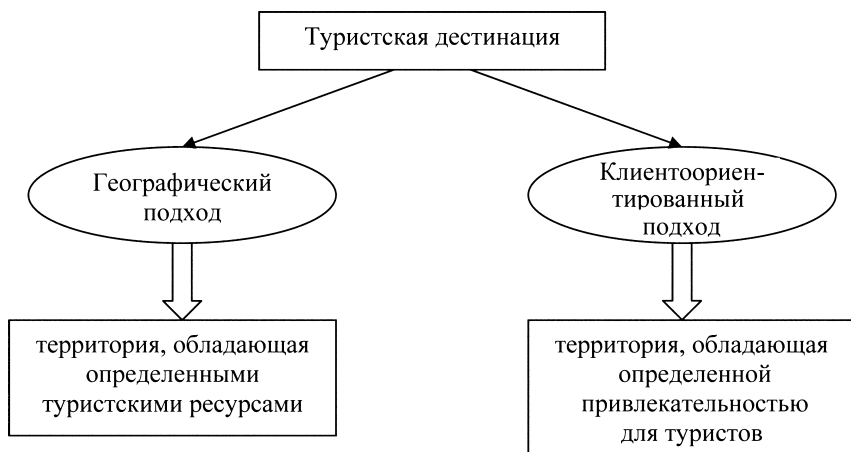 Туристская дестинация
Географический
подход
Клиентоориен-
тированный
подход
территория, обладающая
определенными
туристскими ресурсами
территория, обладающая
определенной
привлекательностью
для туристов